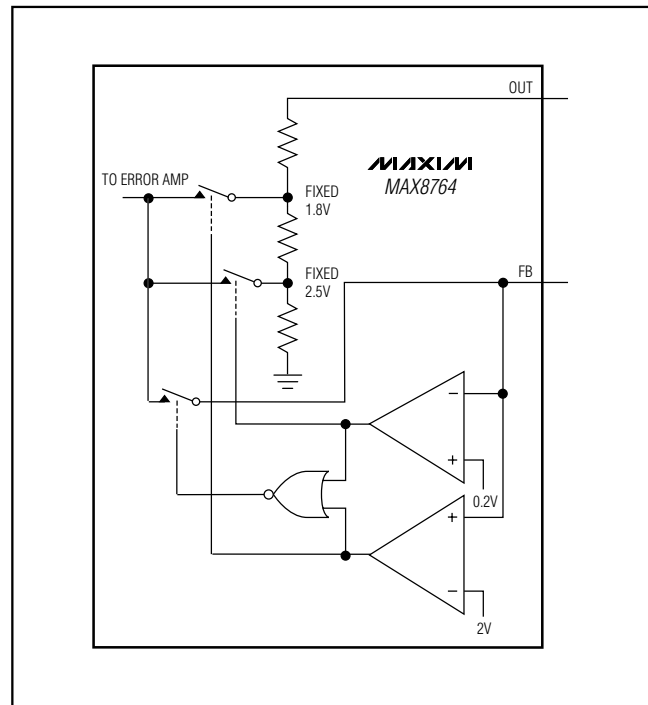 OUT
MAXIM
MAX8764
TO ERROR AMP
FIXED
1.8V
FIXED
2.5V
FB
−
+
0.2V
+
−
2V